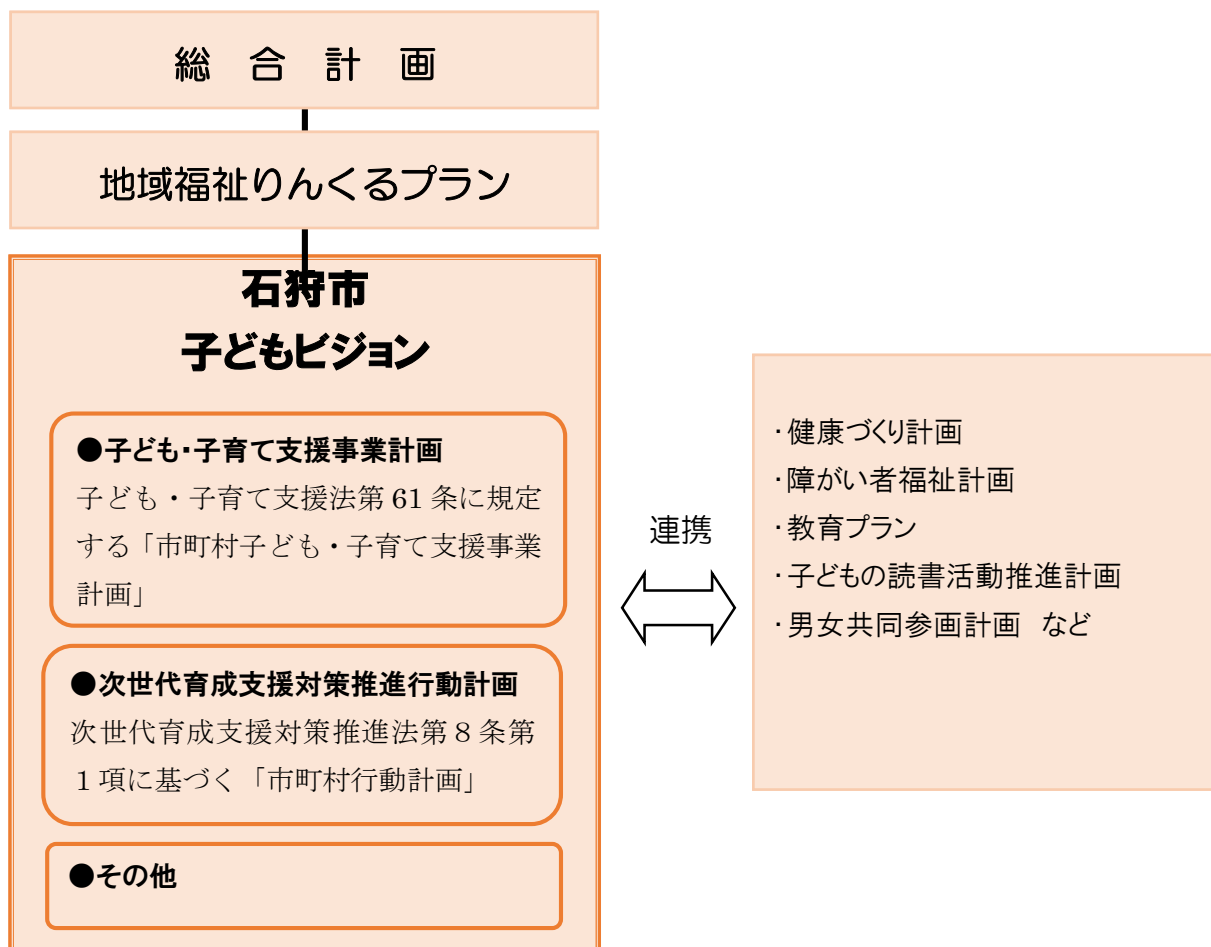 総　合　計　画
地域福祉りんくるプラン
石狩市
子どもビジョン
●子ども・子育て支援事業計画
子ども・子育て支援法第 61 条に規定
する「市町村子ども・子育て支援事業
計画」
●次世代育成支援対策推進行動計画
次世代育成支援対策推進法第８条第
１項に基づく「市町村行動計画」
●その他
連携
・健康づくり計画
・障がい者福祉計画
・教育プラン
・子どもの読書活動推進計画
・男女共同参画計画　など